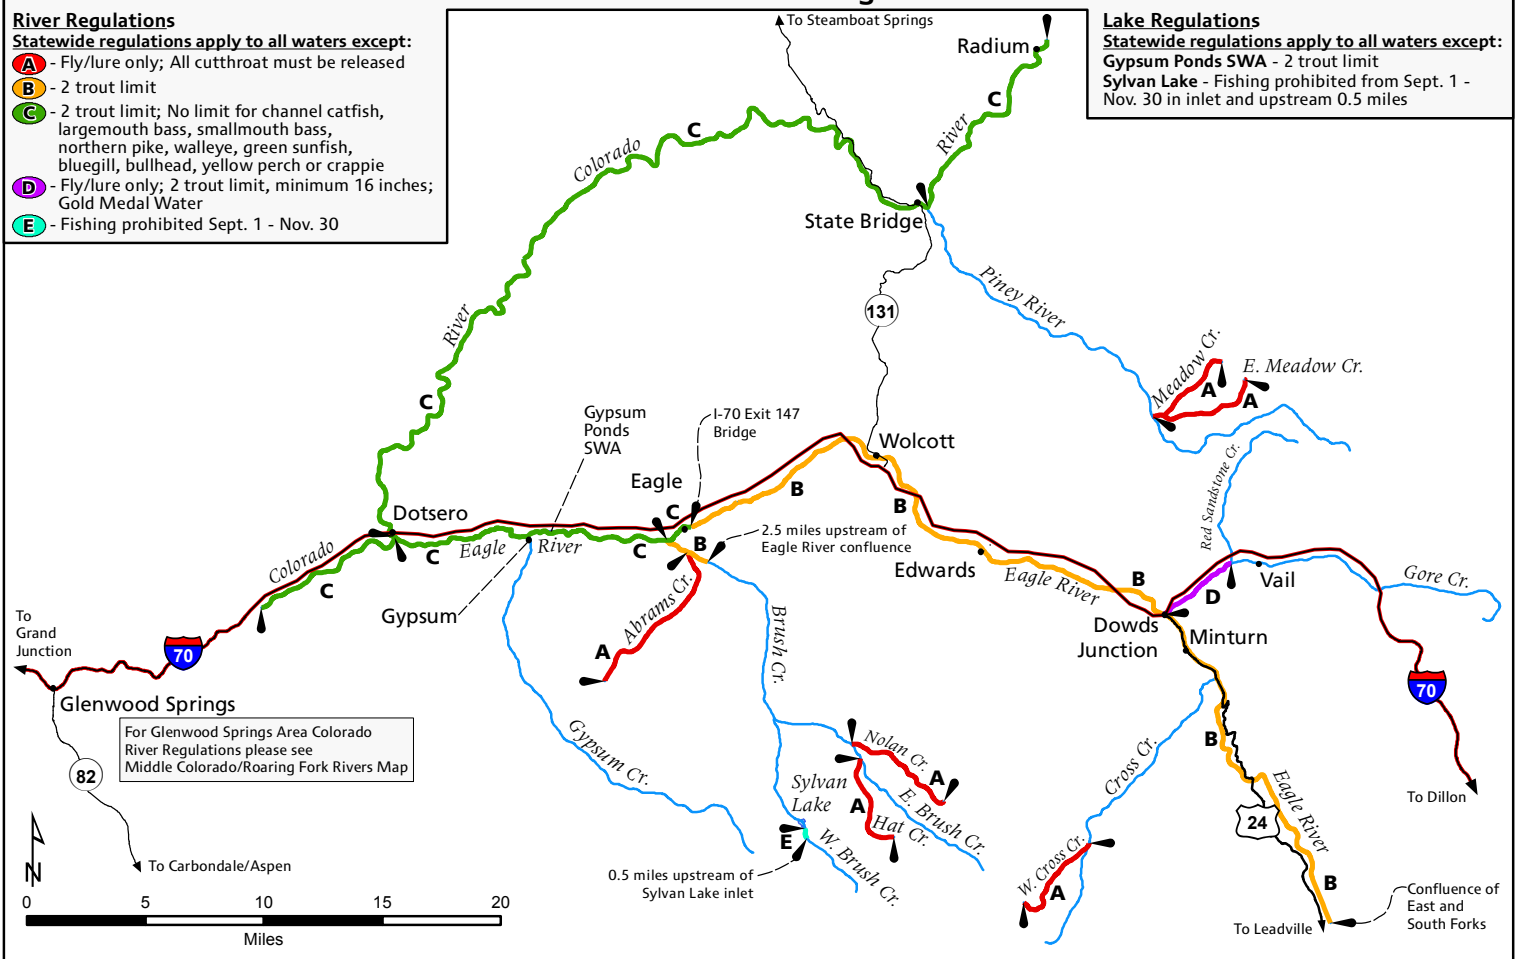 River Regulations
Statewide regulations apply to all waters except:
A - Fly/lure only; All cutthroat must be released
B - 2 trout limit
C - 2 trout limit; No limit for channel catfish,
largemouth bass, smallmouth bass,
northern pike, walleye, green sunfish,
bluegill, bullhead, yellow perch or crappie
D - Fly/lure only; 2 trout limit, minimum 16 inches;
Gold Medal Water
E - Fishing prohibited Sept. 1 - Nov. 30
Lake Regulations
Statewide regulations apply to all waters except:
Gypsum Ponds SWA - 2 trout limit
Sylvan Lake - Fishing prohibited from Sept. 1 -
Nov. 30 in inlet and upstream 0.5 miles
To Steamboat Springs
Radium
C
River
C
Colorado
State Bridge
Piney River
131
River
Meadow Cr.
E. Meadow Cr.
A
A
C
Gypsum
Ponds
SWA
I-70 Exit 147
Bridge
Wolcott
Red Sandstone Cr.
Eagle
B
B
C
Dotsero
2.5 miles upstream of
Eagle River confluence
C
Eagle
River
C
B
Colorado
C
Edwards
Eagle River
B
Vail
Gore Cr.
D
Gypsum
Abrams Cr.
A
Brush Cr.
Dowds
Junction
Minturn
To
Grand
Junction
70
70
Glenwood Springs
For Glenwood Springs Area Colorado
River Regulations please see
Middle Colorado/Roaring Fork Rivers Map
82
Gypsum Cr.
Nolan Cr.
A
Sylvan
Lake
A
Hat Cr.
E. Brush Cr.
E
W. Brush Cr.
0.5 miles upstream of
Sylvan Lake inlet
Cross Cr.
B
Eagle River
24
To Dillon
W. Cross Cr.
A
B
Confluence of
East and
South Forks
To Leadville
To Carbondale/Aspen
N
0 5 10 15 20
Miles